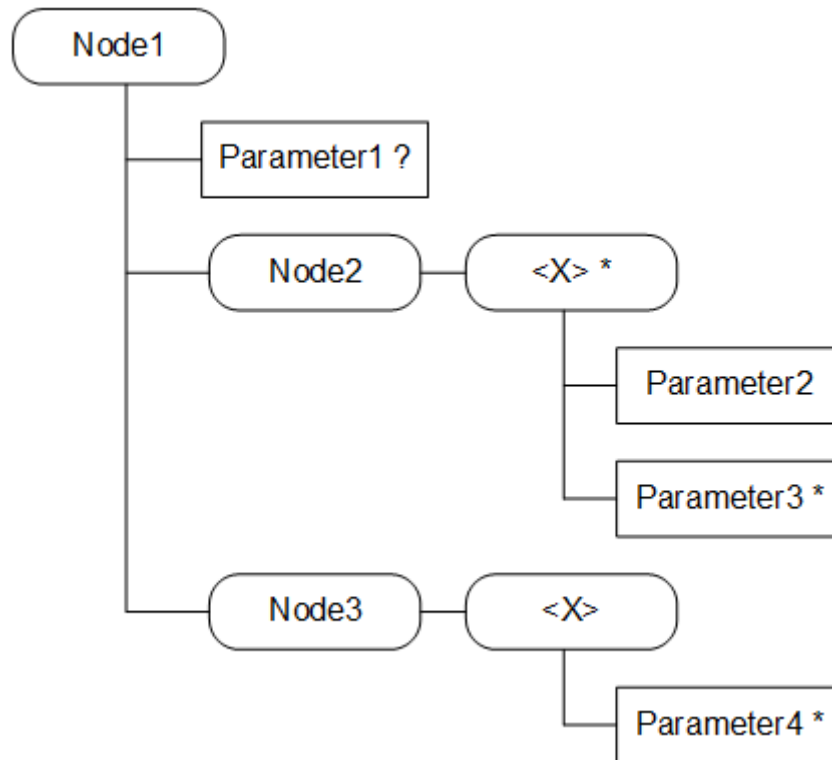 Node1
Parameter1 ?
Node2
<X> *
Parameter2
Parameter3 *
Node3
<X>
Parameter4 *